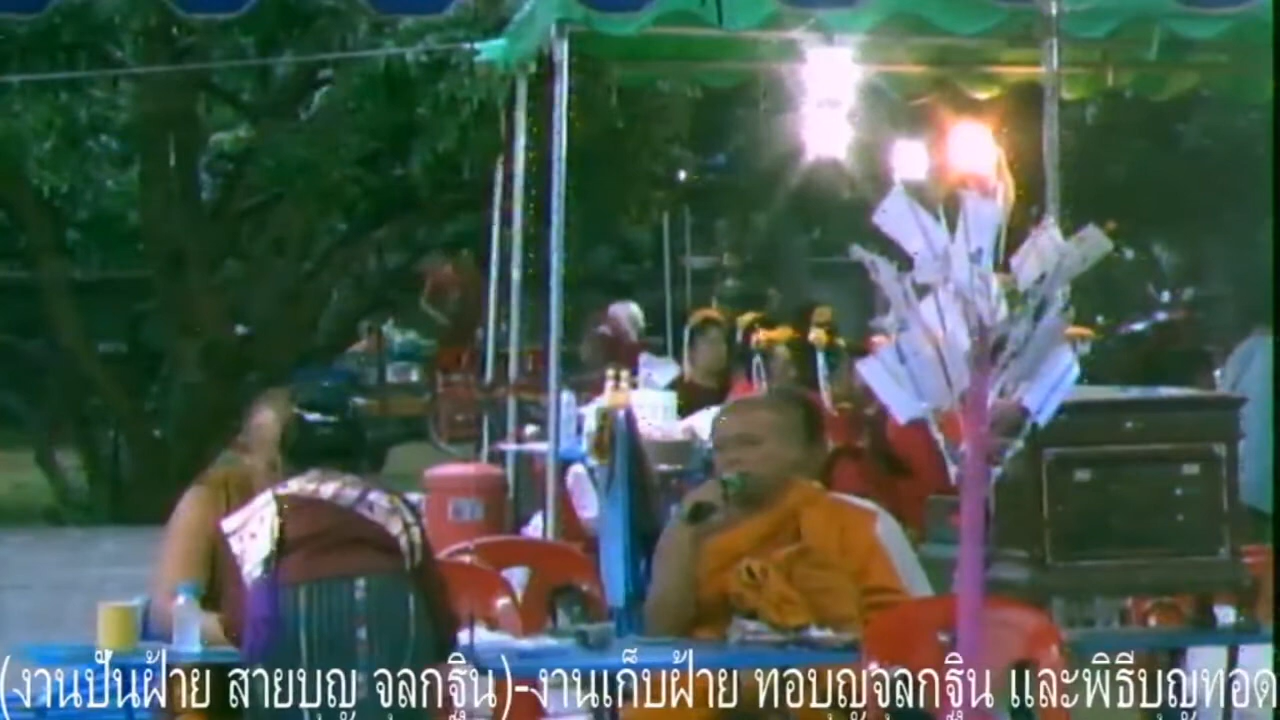 (งานปั่นฝ้าย สายบุญ จุลกฐิน)-งานเก็บฝ้าย ทอบุญจุลกฐิน และพิธีบุญทอด